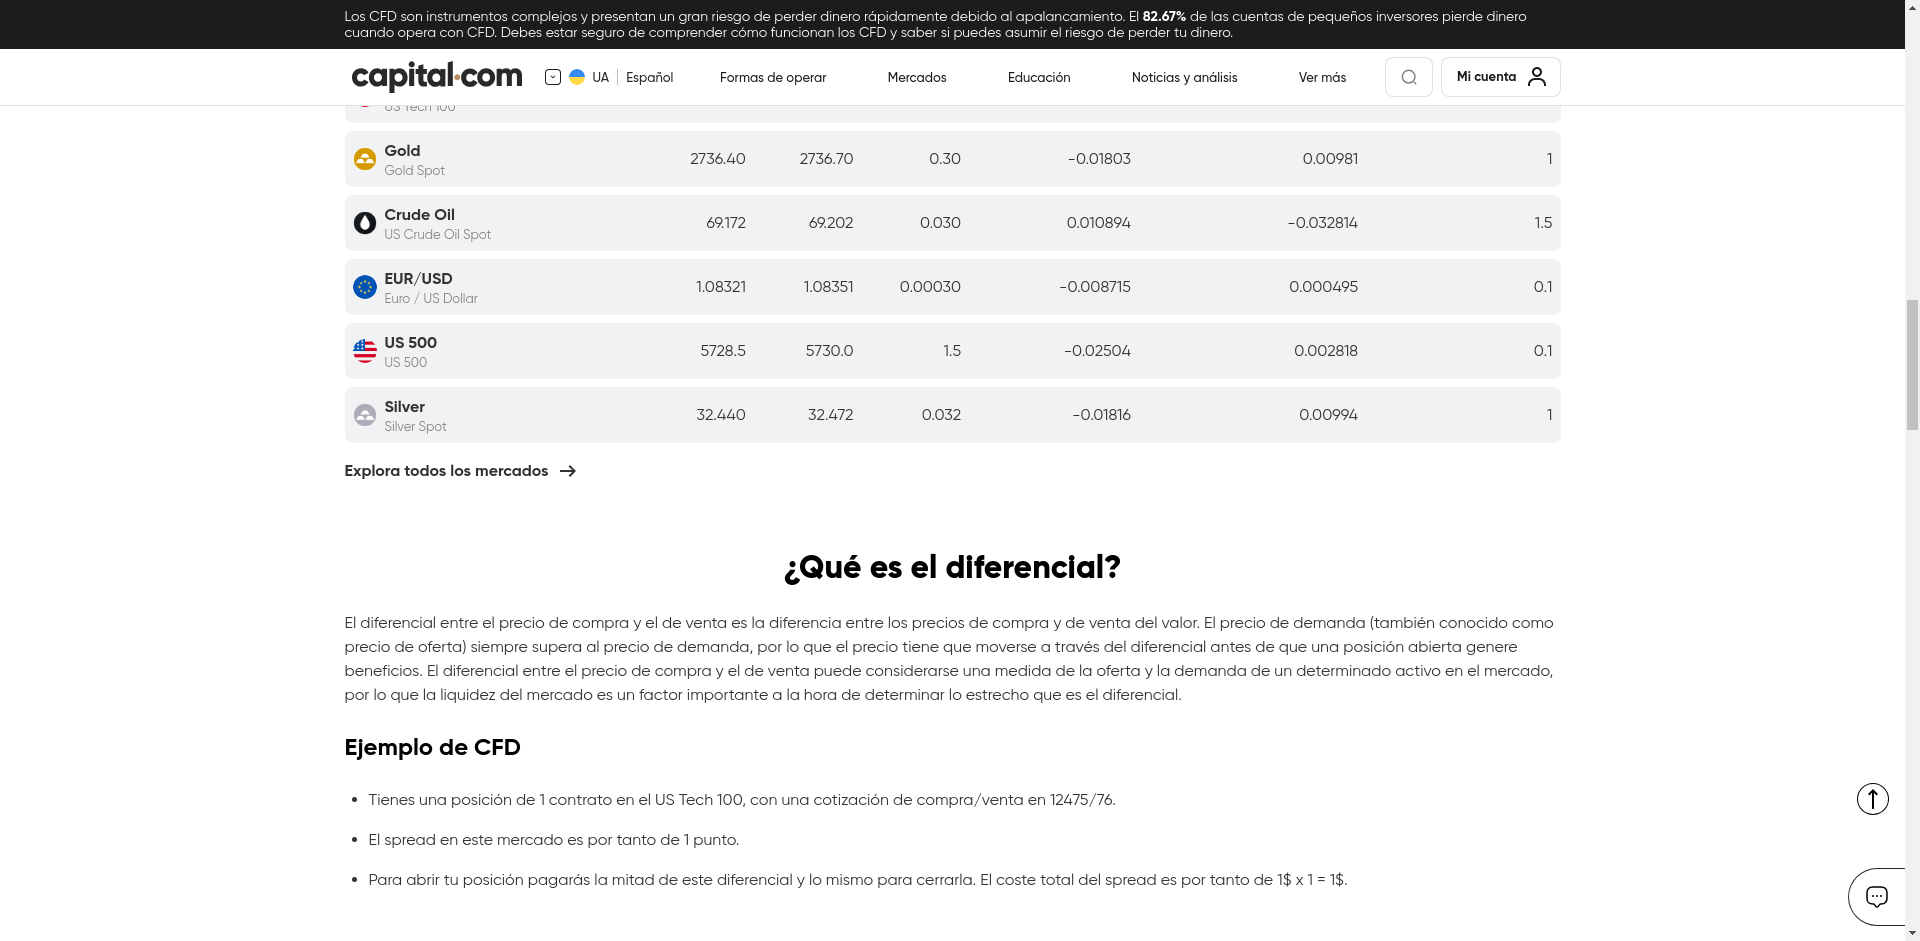 Los CFD son instrumentos complejos y presentan un gran riesgo de perder dinero rápidamente debido al apalancamiento. El 82.67% de las cuentas de pequeños inversores pierde dinero
cuando opera con CFD. Debes estar seguro de comprender cómo funcionan los CFD y saber si puedes asumir el riesgo de perder tu dinero.
capital.com UA Español Formas de operar Mercados Educación Noticias y análisis Ver más Mi cuenta
US Tech 100
Gold
Gold Spot
2736.40 2736.70 0.30 -0.01803 0.00981 1
Crude Oil
US Crude Oil Spot
69.172 69.202 0.030 0.010894 -0.032814 1.5
EUR/USD
Euro / US Dollar
1.08321 1.08351 0.00030 -0.008715 0.000495 0.1
US 500
US 500
5728.5 5730.0 1.5 -0.02504 0.002818 0.1
Silver
Silver Spot
32.440 32.472 0.032 -0.01816 0.00994 1
Explora todos los mercados
¿Qué es el diferencial?
El diferencial entre el precio de compra y el de venta es la diferencia entre los precios de compra y de venta del valor. El precio de demanda (también conocido como
precio de oferta) siempre supera al precio de demanda, por lo que el precio tiene que moverse a través del diferencial antes de que una posición abierta genere
beneficios. El diferencial entre el precio de compra y el de venta puede considerarse una medida de la oferta y la demanda de un determinado activo en el mercado,
por lo que la liquidez del mercado es un factor importante a la hora de determinar lo estrecho que es el diferencial.
Ejemplo de CFD
• Tienes una posición de 1 contrato en el US Tech 100, con una cotización de compra/venta en 12475/76.
• El spread en este mercado es por tanto de 1 punto.
• Para abrir tu posición pagarás la mitad de este diferencial y lo mismo para cerrarla. El coste total del spread es por tanto de 1$ x 1 = 1$.